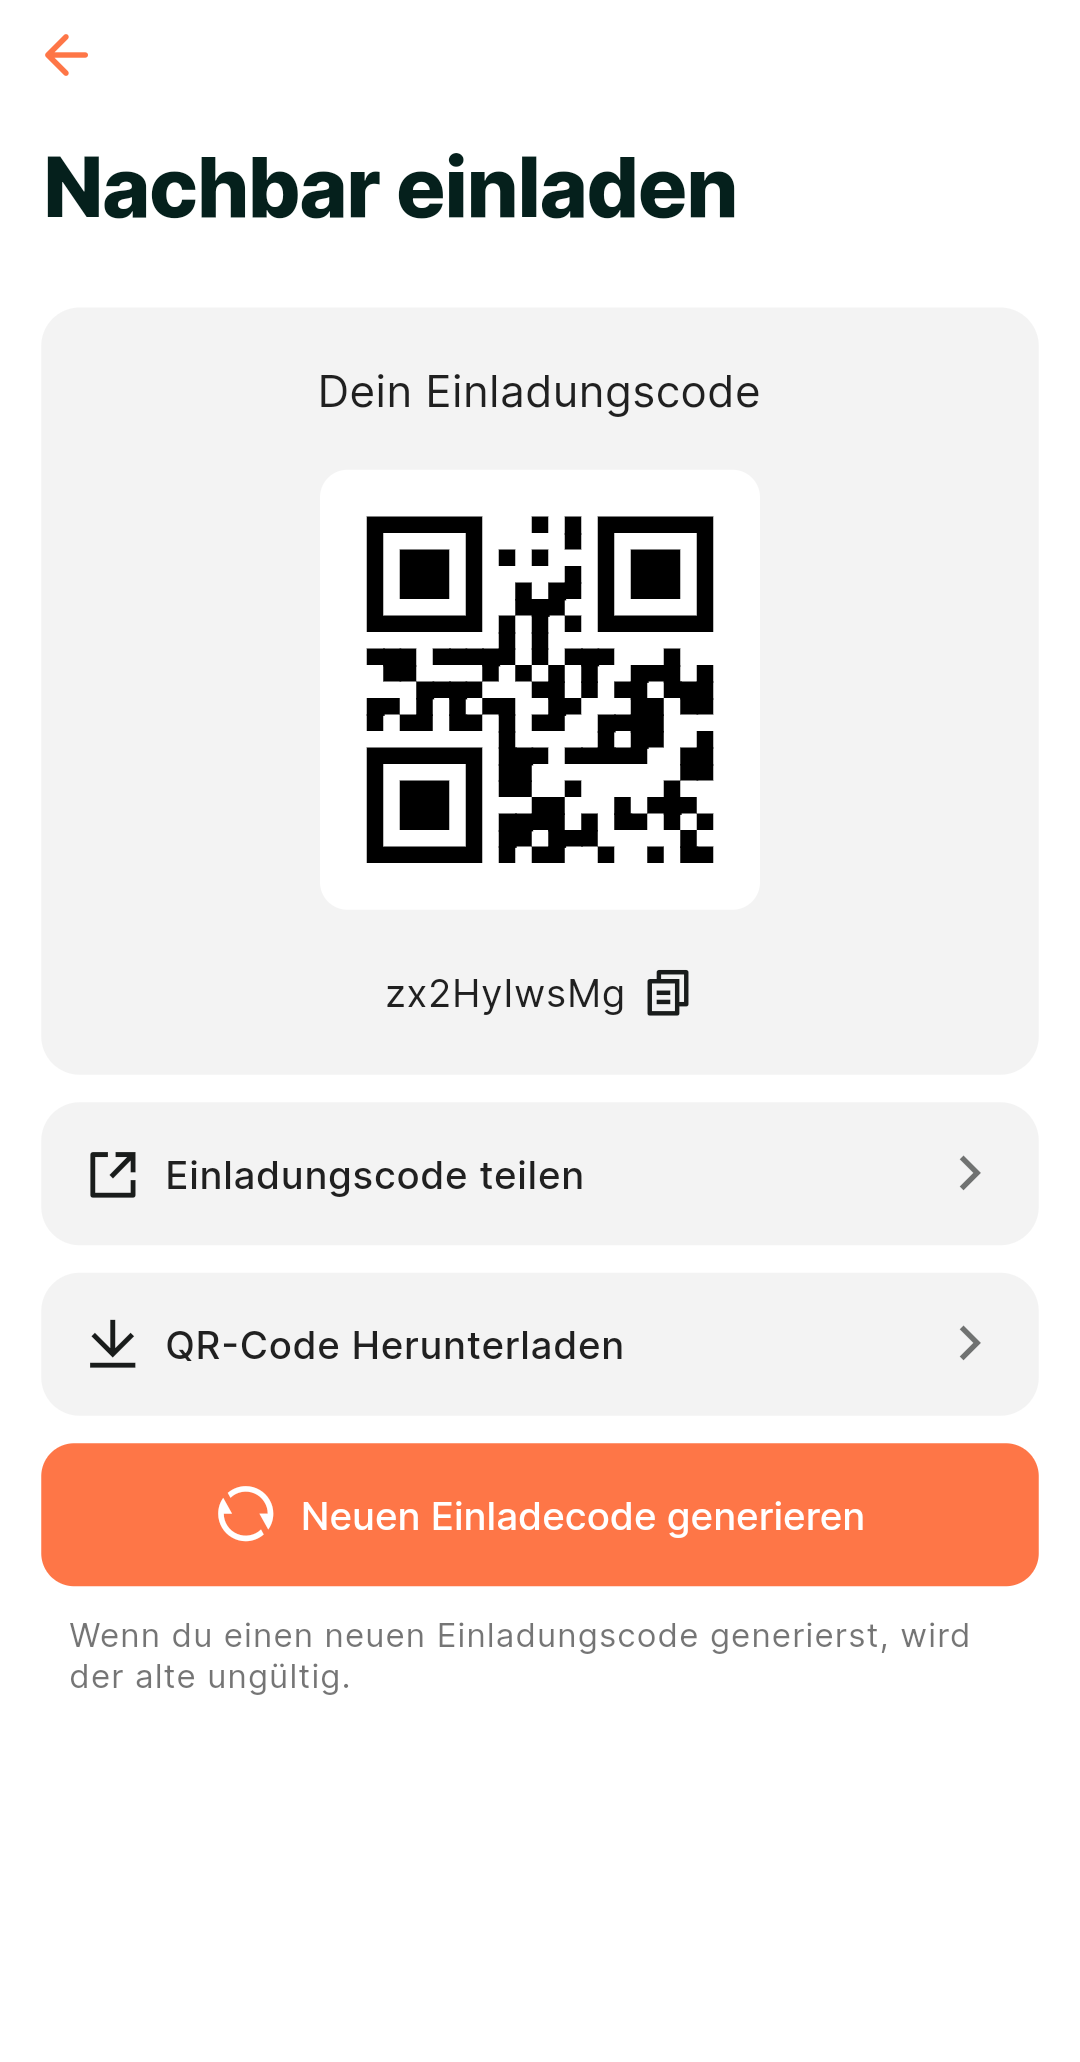 Nachbar einladen
Dein Einladungscode
zx2HyIwsMg
Einladungscode teilen
QR-Code Herunterladen
Neuen Einladecode generieren
Wenn du einen neuen Einladungscode generierst, wird
der alte ungültig.